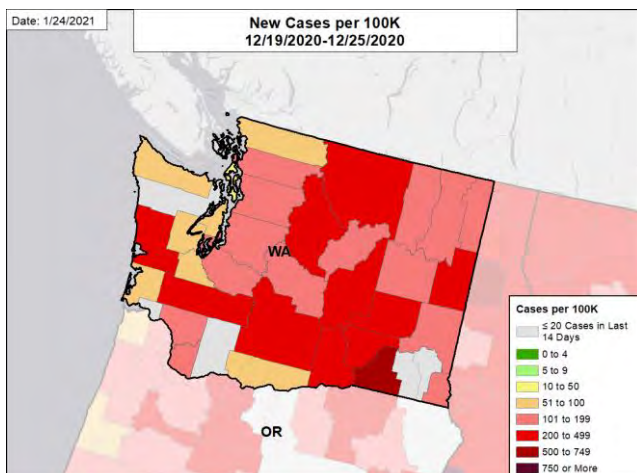 Date: 1/24/2021
New Cases per 100K
12/19/2020-12/25/2020
WA
OR
Cases per 100K
≤ 20 Cases in Last
14 Days
0 to 4
5 to 9
10 to 50
51 to 100
101 to 199
200 to 499
500 to 749
750 or More